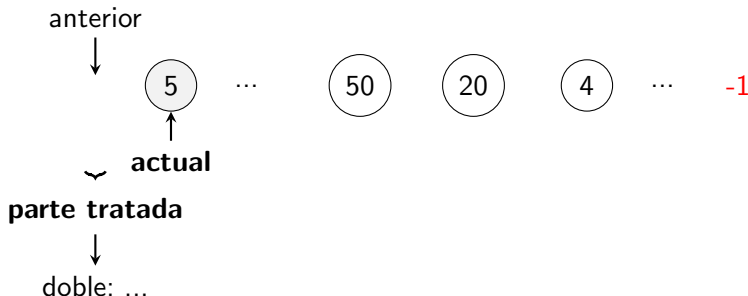 anterior
5 ... 50 20 4 ... -1
actual
parte tratada
doble: ...